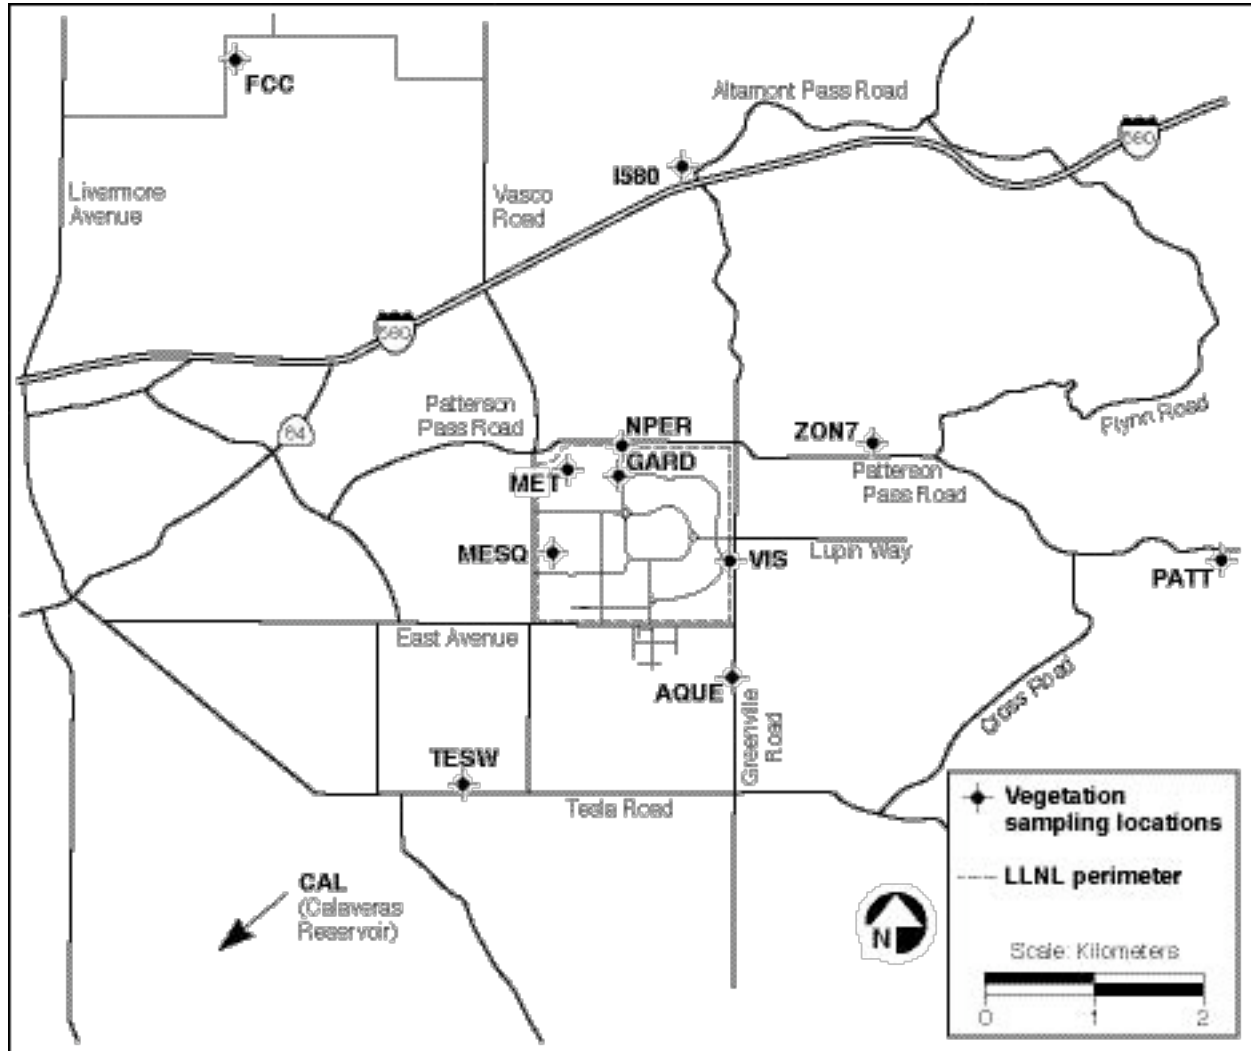 FCC
Altamont Pass Road
580
I580
Livermore
Avenue
Vasco
Road
580
Patterson
Pass Road
84
NPER
ZON7
Flynn Road
GARD
MET
Patterson
Pass Road
MESQ
VIS
Lupin Way
PATT
East Avenue
AQUE
Cross Road
Greenville
Road
TESW
Tesla Road
Vegetation
sampling locations
LLNL perimeter
CAL
(Calaveras
Reservoir)
N
Scale: Kilometers
0 1 2